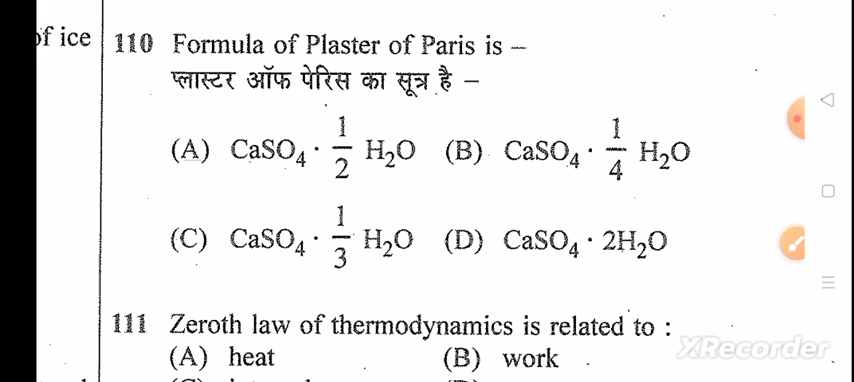 of ice
110 Formula of Plaster of Paris is –
प्लास्टर ऑफ पेरिस का सूत्र है –
(A) CaSO₄ · 1/2 H₂O (B) CaSO₄ · 1/4 H₂O
(C) CaSO₄ · 1/3 H₂O (D) CaSO₄ · 2H₂O
111 Zeroth law of thermodynamics is related to :
(A) heat (B) work
XRecorder